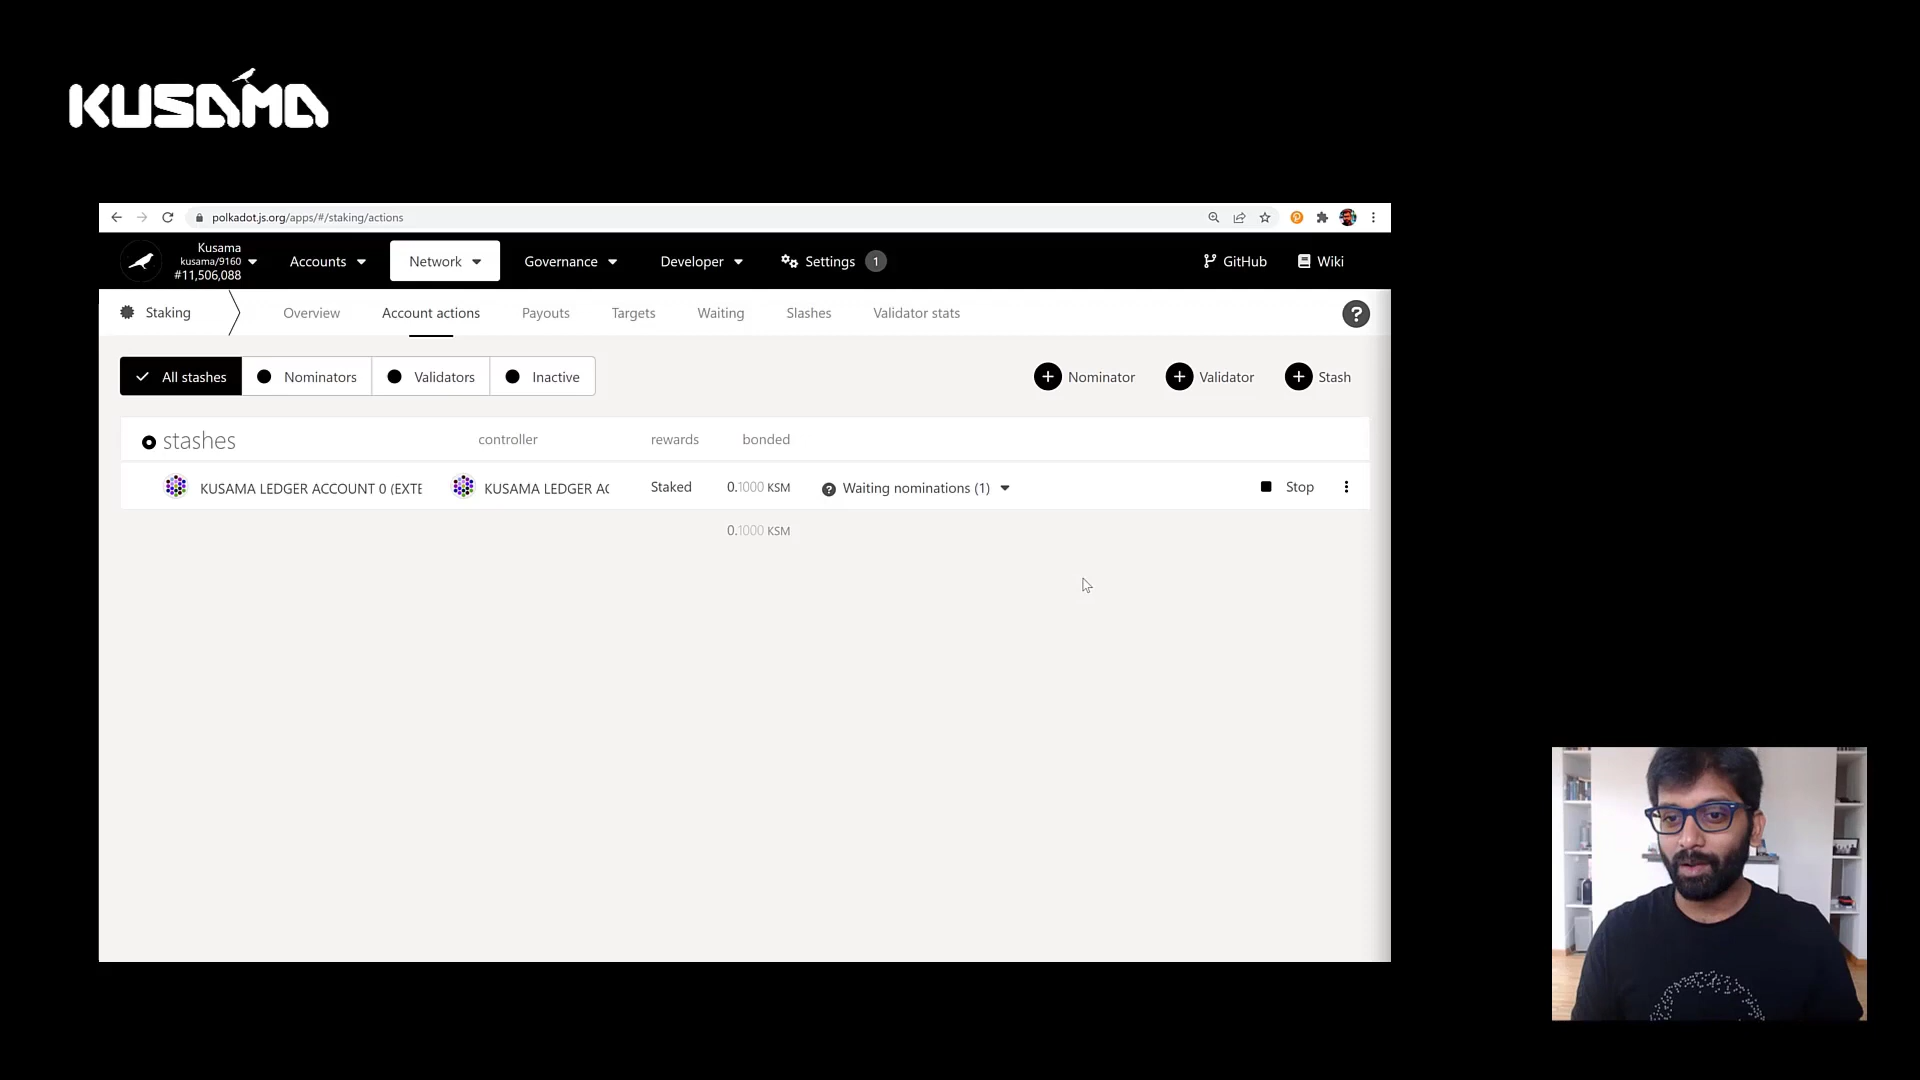 KUSAMA
polkadot.js.org/apps/#/staking/actions
Kusama
kusama/9160
#11,506,088
Accounts
Network
Governance
Developer
Settings 1
GitHub
Wiki
Staking
Overview
Account actions
Payouts
Targets
Waiting
Slashes
Validator stats
?
All stashes
Nominators
Validators
Inactive
Nominator
Validator
Stash
stashes controller rewards bonded
KUSAMA LEDGER ACCOUNT 0 (EXTE KUSAMA LEDGER AC Staked 0.1000 KSM ? Waiting nominations (1) Stop
0.1000 KSM